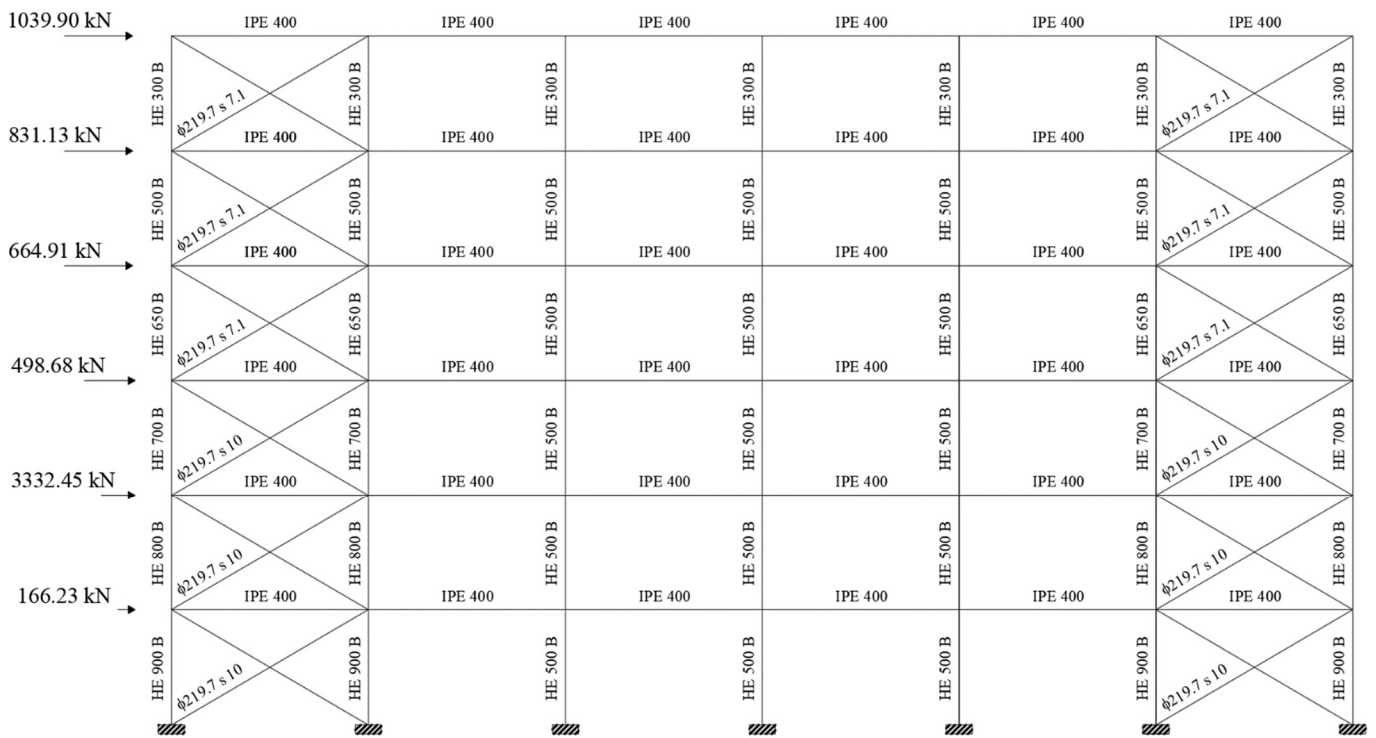 1039.90 kN
IPE 400
IPE 400
IPE 400
IPE 400
IPE 400
IPE 400
HE 300 B
ϕ219.7 s 7.1
HE 300 B
HE 300 B
HE 300 B
HE 300 B
HE 300 B
ϕ219.7 s 7.1
HE 300 B
831.13 kN
IPE 400
IPE 400
IPE 400
IPE 400
IPE 400
IPE 400
HE 500 B
ϕ219.7 s 7.1
HE 500 B
HE 500 B
HE 500 B
HE 500 B
HE 500 B
ϕ219.7 s 7.1
HE 500 B
664.91 kN
IPE 400
IPE 400
IPE 400
IPE 400
IPE 400
IPE 400
HE 650 B
ϕ219.7 s 7.1
HE 650 B
HE 500 B
HE 500 B
HE 500 B
HE 650 B
ϕ219.7 s 7.1
HE 650 B
498.68 kN
IPE 400
IPE 400
IPE 400
IPE 400
IPE 400
IPE 400
HE 700 B
ϕ219.7 s 10
HE 700 B
HE 500 B
HE 500 B
HE 500 B
HE 700 B
ϕ219.7 s 10
HE 700 B
3332.45 kN
IPE 400
IPE 400
IPE 400
IPE 400
IPE 400
IPE 400
HE 800 B
ϕ219.7 s 10
HE 800 B
HE 500 B
HE 500 B
HE 500 B
HE 800 B
ϕ219.7 s 10
HE 800 B
166.23 kN
IPE 400
IPE 400
IPE 400
IPE 400
IPE 400
IPE 400
HE 900 B
ϕ219.7 s 10
HE 900 B
HE 500 B
HE 500 B
HE 500 B
HE 900 B
ϕ219.7 s 10
HE 900 B